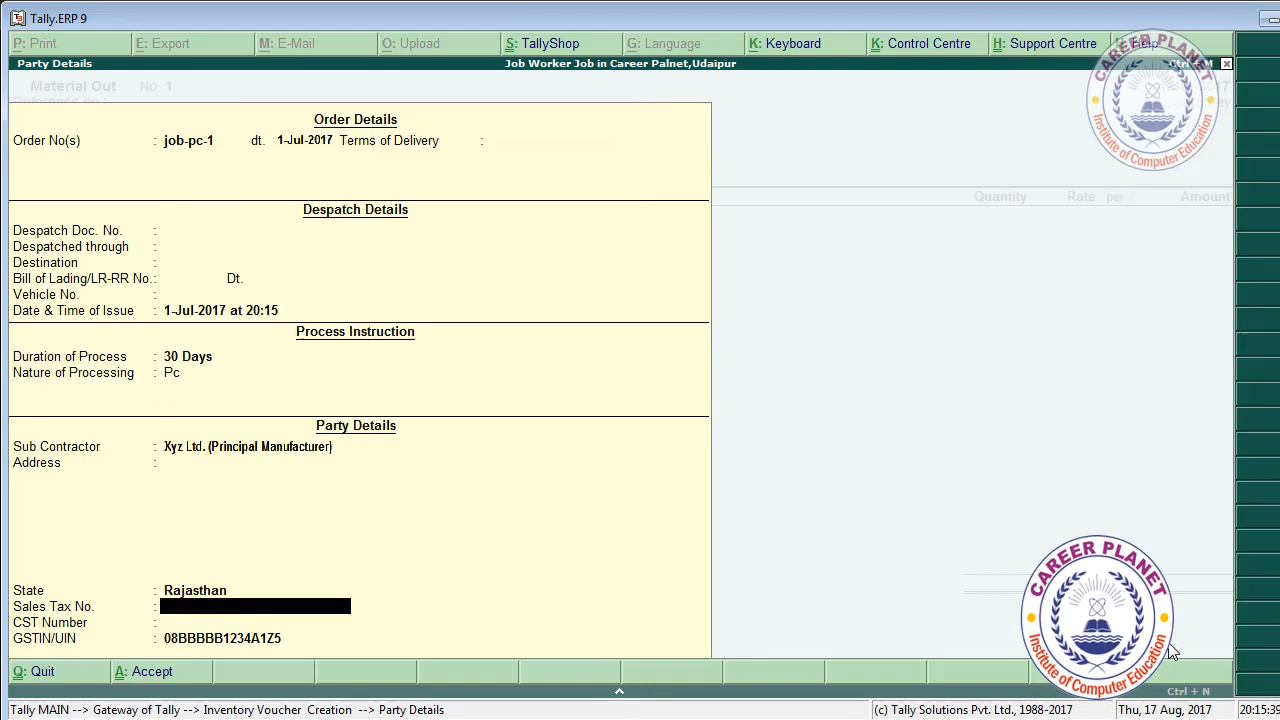 Tally.ERP 9
P: Print E: Export M: E-Mail O: Upload S: TallyShop G: Language K: Keyboard K: Control Centre H: Support Centre Help
Party Details Job Worker Job in Career Palnet,Udaipur Ctrl + M
Material Out No. 1
Order Details
Order No(s) : job-pc-1 dt. 1-Jul-2017 Terms of Delivery :
Quantity Rate per Amount
Despatch Details
Despatch Doc. No. :
Despatched through :
Destination :
Bill of Lading/LR-RR No.: Dt.
Vehicle No. :
Date & Time of Issue : 1-Jul-2017 at 20:15
Process Instruction
Duration of Process : 30 Days
Nature of Processing : Pc
Party Details
Sub Contractor : Xyz Ltd. (Principal Manufacturer)
Address :
State : Rajasthan
Sales Tax No. :
CST Number :
GSTIN/UIN : 08BBBBB1234A1Z5
Q: Quit A: Accept
Ctrl + N
Tally MAIN --> Gateway of Tally --> Inventory Voucher Creation --> Party Details (c) Tally Solutions Pvt. Ltd., 1988-2017 Thu, 17 Aug, 2017 20:15:39
CAREER PLANET
Institute of Computer Education
CAREER PLANET
Institute of Computer Education